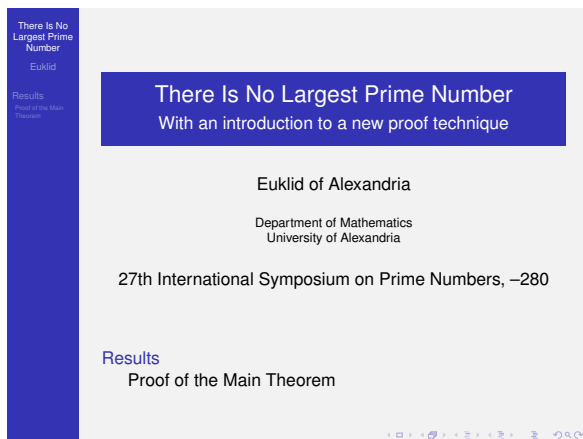 There Is No
Largest Prime
Number
Euklid
Results
Proof of the Main
Theorem
There Is No Largest Prime Number
With an introduction to a new proof technique
Euklid of Alexandria
Department of Mathematics
University of Alexandria
27th International Symposium on Prime Numbers, –280
Results
Proof of the Main Theorem